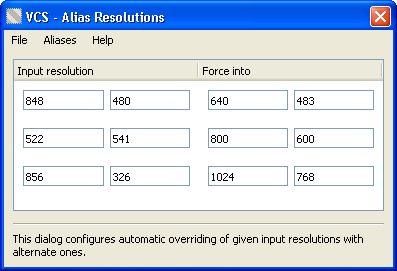 VCS - Alias Resolutions
File Aliases Help
Input resolution Force into
848 480 640 483
522 541 800 600
856 326 1024 768
This dialog configures automatic overriding of given input resolutions with
alternate ones.